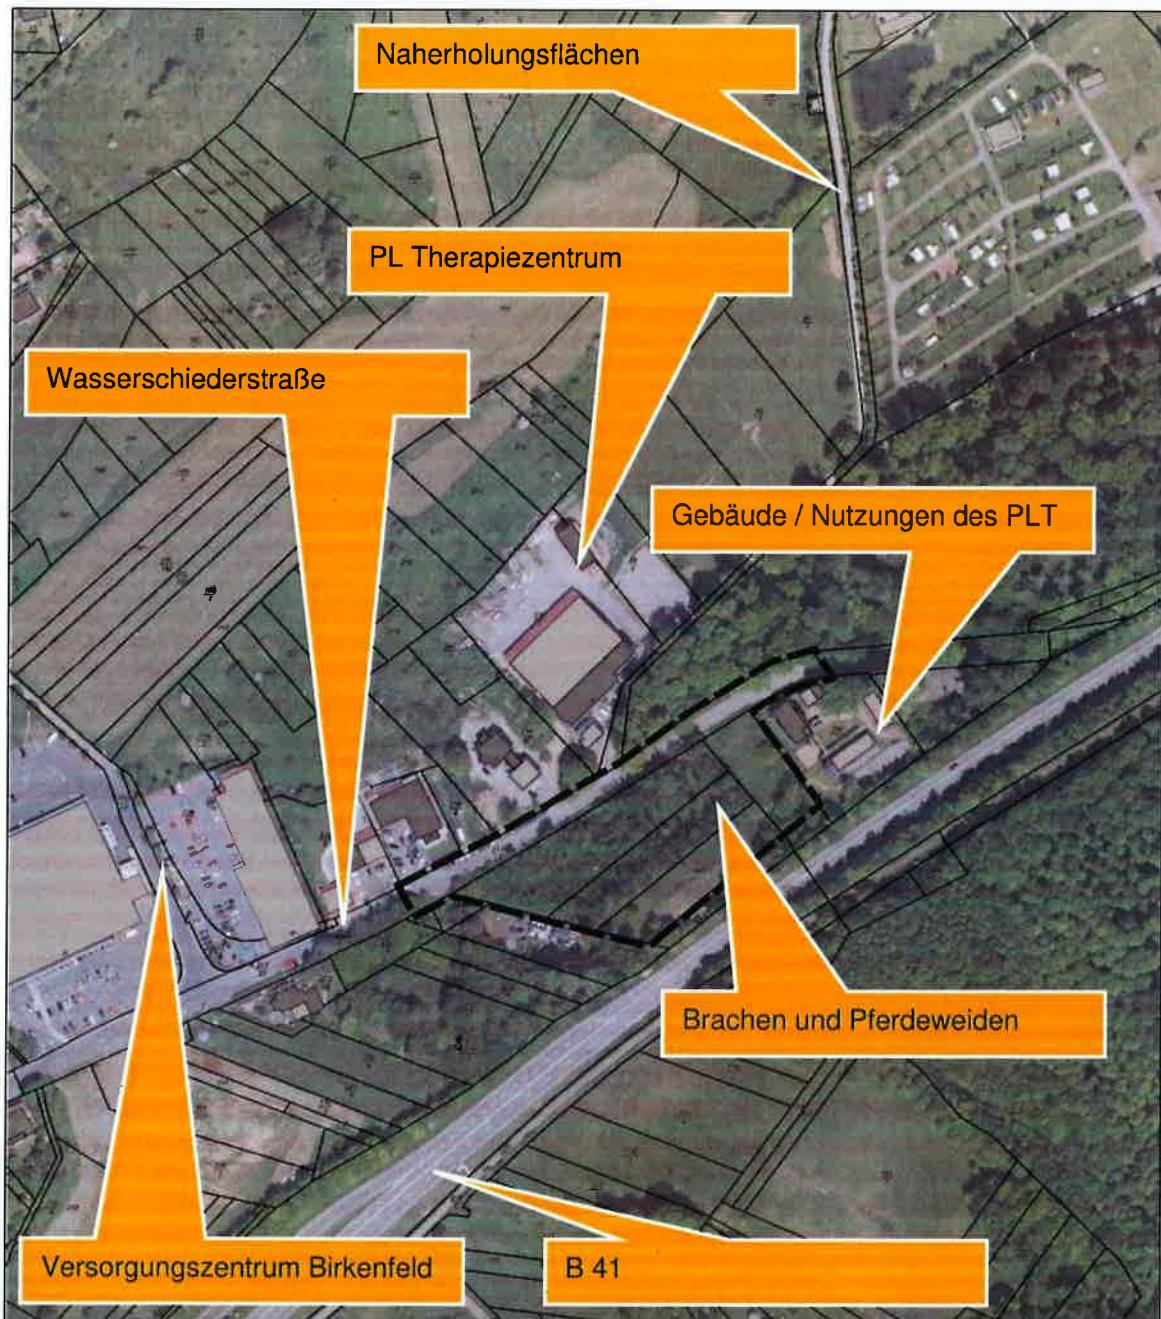 Naherholungsflächen
PL Therapiezentrum
Wasserschiederstraße
Gebäude / Nutzungen des PLT
Brachen und Pferdeweiden
Versorgungszentrum Birkenfeld
B 41